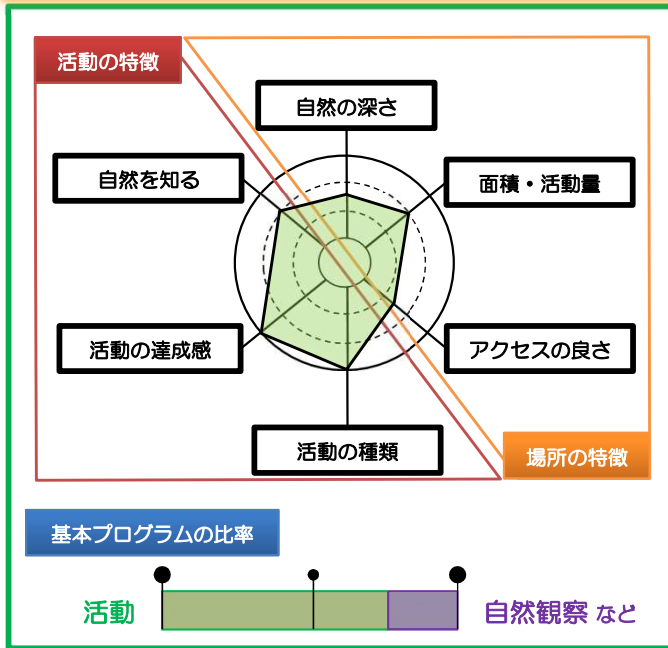 活動の特徴
自然の深さ
自然を知る
面積・活動量
活動の達成感
アクセスの良さ
活動の種類
場所の特徴
基本プログラムの比率
活動
自然観察 など